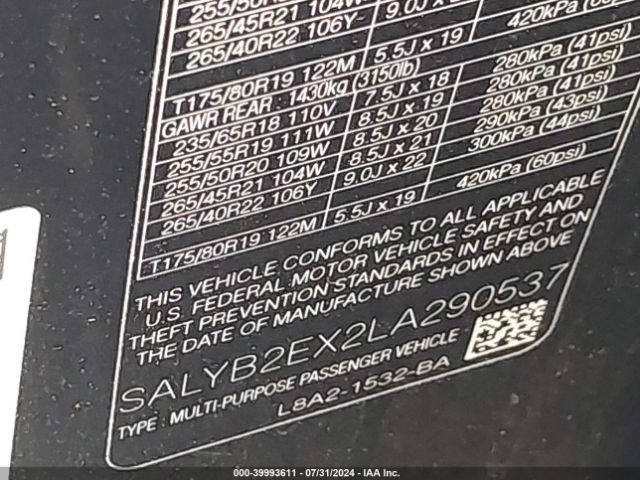 255/50R20
265/45R21 104W
265/40R22 106Y 9.0J x
T175/80R19 122M 5.5J x 19 420kPa (60psi)
GAWR REAR: 1430kg (3150lb)
235/65R18 110V 7.5J x 18 280kPa (41psi)
255/55R19 111W 8.5J x 19 280kPa (41psi)
255/50R20 109W 8.5J x 20 280kPa (41psi)
265/45R21 104W 8.5J x 21 290kPa (43psi)
265/40R22 106Y 9.0J x 22 300kPa (44psi)
T175/80R19 122M 5.5J x 19 420kPa (60psi)
THIS VEHICLE CONFORMS TO ALL APPLICABLE
U.S. FEDERAL MOTOR VEHICLE SAFETY AND
THEFT PREVENTION STANDARDS IN EFFECT ON
THE DATE OF MANUFACTURE SHOWN ABOVE
SALYB2EX2LA290537
TYPE : MULTI-PURPOSE PASSENGER VEHICLE
L8A2-1532-BA
000-39993611 - 07/31/2024 - IAA Inc.